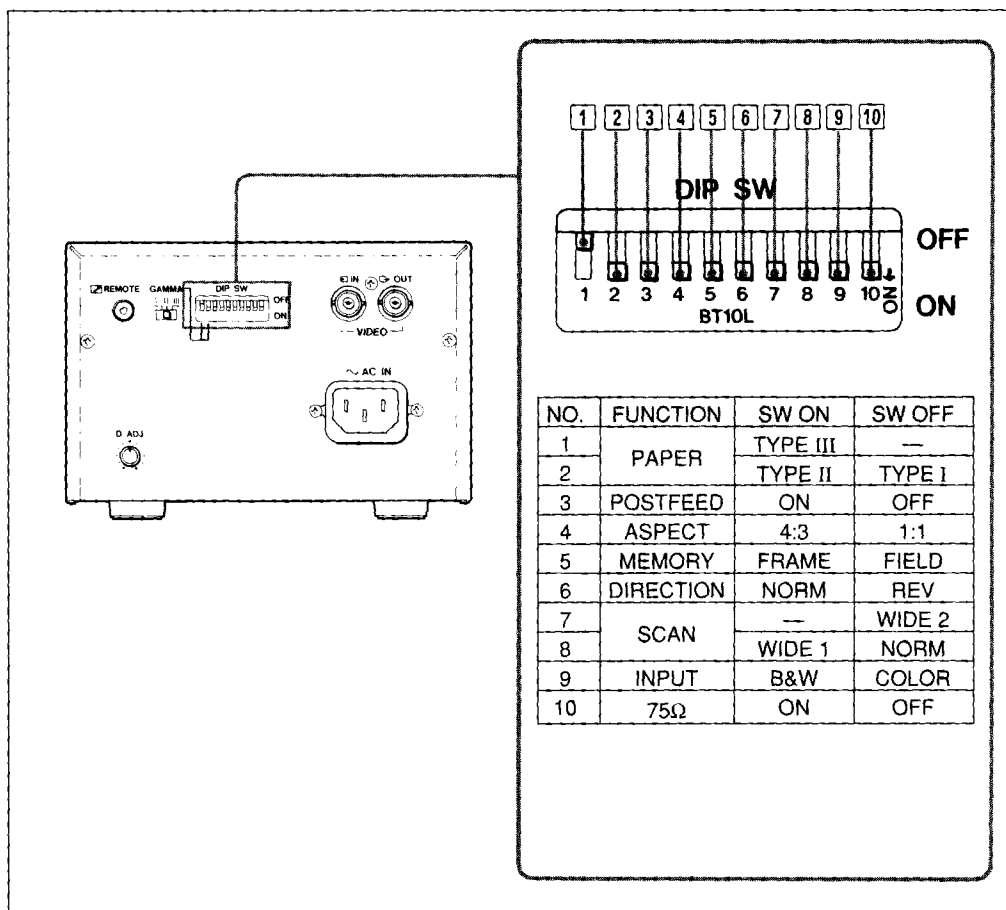 1 2 3 4 5 6 7 8 9 10
DIP SW
OFF
1 2 3 4 5 6 7 8 9 10 NO
ON
BT10L
REMOTE GAMMA DIP SW IN OUT
I II III OFF
ON
VIDEO
AC IN
D ADJ
NO. FUNCTION SW ON SW OFF
1 PAPER TYPE III —
2 TYPE II TYPE I
3 POSTFEED ON OFF
4 ASPECT 4:3 1:1
5 MEMORY FRAME FIELD
6 DIRECTION NORM REV
7 SCAN — WIDE 2
8 WIDE 1 NORM
9 INPUT B&W COLOR
10 75Ω ON OFF